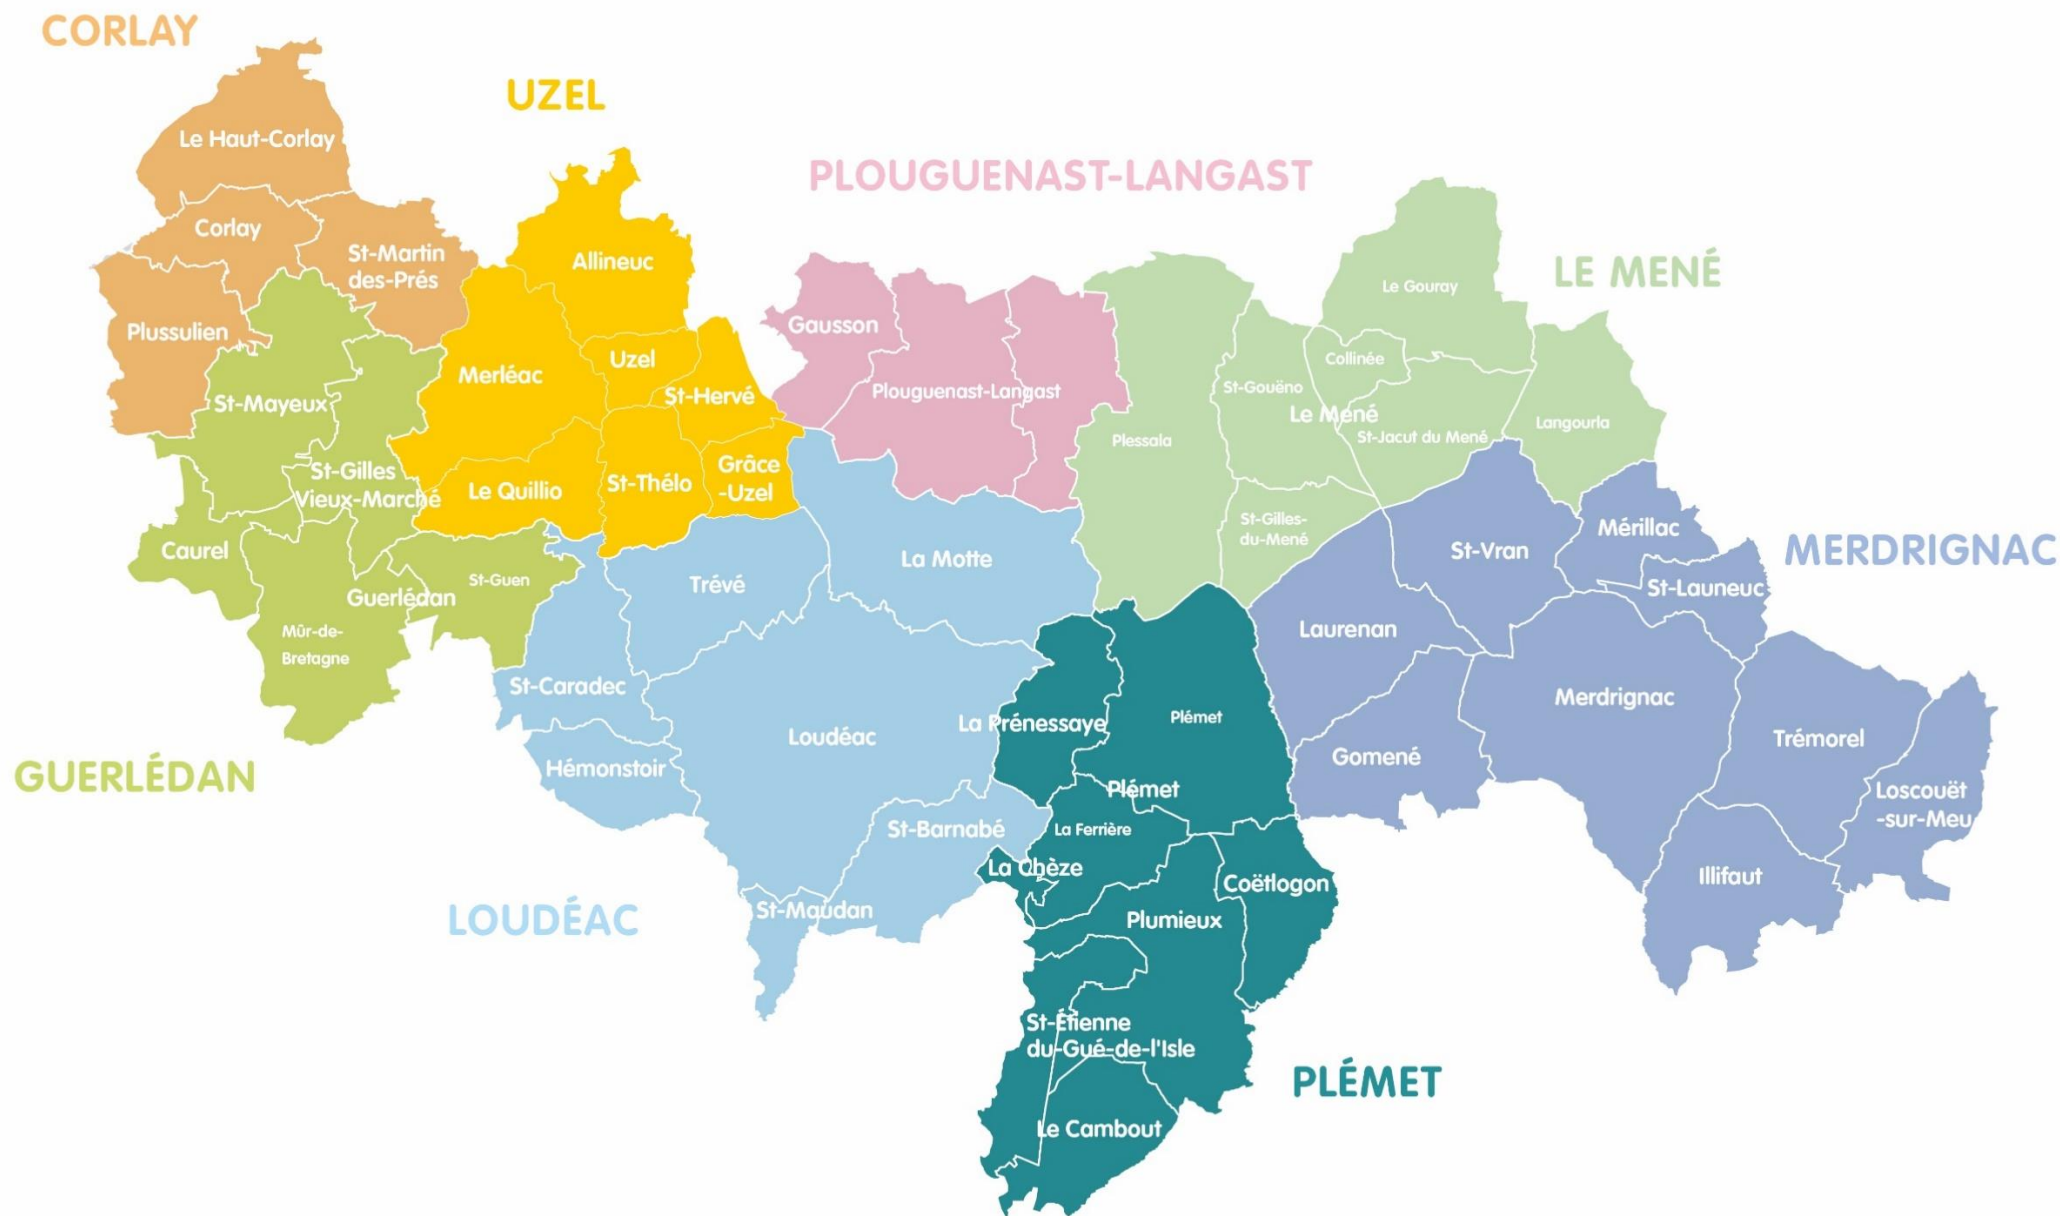 CORLAY
Le Haut-Corlay
Corlay
St-Martin
des-Prés
Plussulien
UZEL
Allineuc
Merléac
Uzel
St-Hervé
Le Quillio
St-Thélo
Grâce
-Uzel
PLOUGUENAST-LANGAST
Gausson
Plouguenast-Langast
LE MENÉ
Le Gouray
Collinée
St-Gouëno
Le Mené
St-Jacut du Mené
Langourla
Plessala
St-Gilles-
du-Mené
GUERLÉDAN
St-Mayeux
St-Gilles
Vieux-Marché
Caurel
St-Guen
Guerlédan
Mûr-de-
Bretagne
LOUDÉAC
La Motte
Trévé
St-Caradec
Loudéac
Hémonstoir
St-Barnabé
St-Maudan
MERDRIGNAC
Mérillac
St-Vran
St-Launeuc
Laurenan
Merdrignac
Gomené
Trémorel
Loscouët
-sur-Meu
Illifaut
PLÉMET
La Prénessaye
Plémet
Plémet
La Ferrière
La Chèze
Coëtlogon
Plumieux
St-Étienne
du-Gué-de-l'Isle
Le Cambout